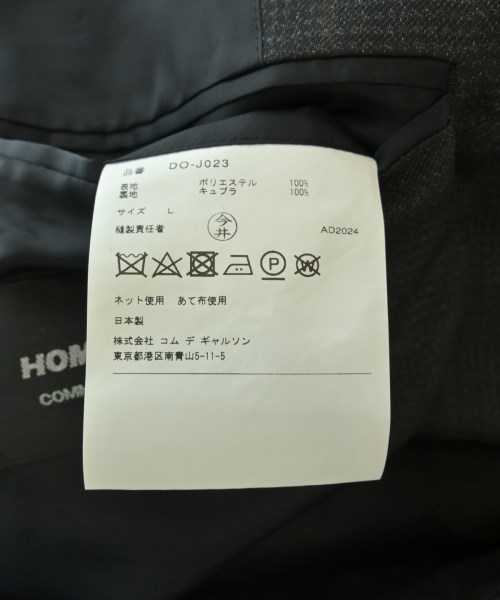 品番 DO-J023
表地 ポリエステル 100%
裏地 キュプラ 100%
サイズ L
縫製責任者 今井 AD2024
P W
ネット使用 あて布使用
日本製
株式会社 コム デ ギャルソン
東京都港区南青山5-11-5
HOM
COMM